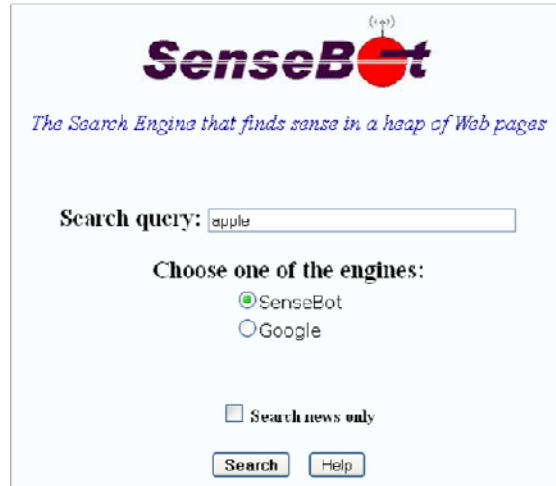 SenseBot
The Search Engine that finds sense in a heap of Web pages
Search query: apple
Choose one of the engines:
SenseBot
Google
Search news only
Search Help